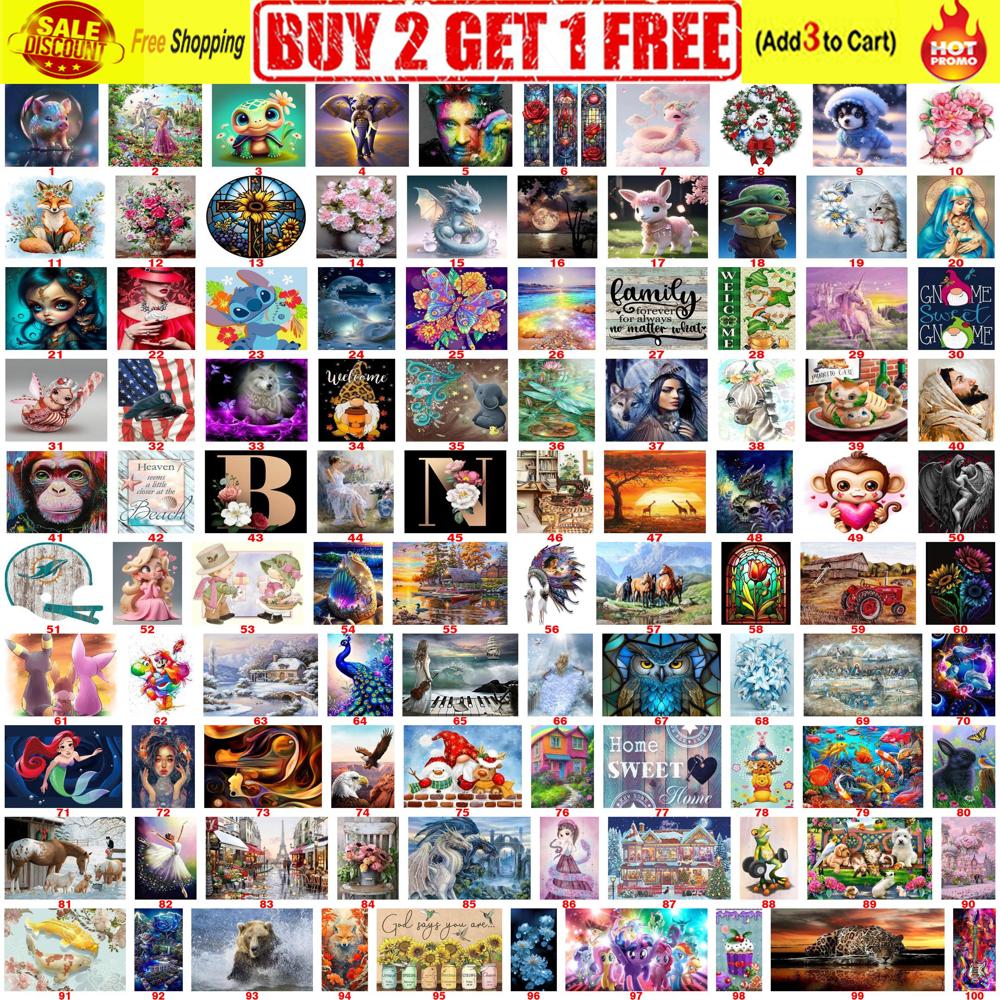 SALE
DISCOUNT
Free Shopping
BUY 2 GET 1 FREE
(Add 3 to Cart)
HOT
PROMO
1 2 3 4 5 6 7 8 9 10
11 12 13 14 15 16 17 18 19 20
family
forever
for always
no matter what
WELCOME
GNOME
Sweet
GNOME
21 22 23 24 25 26 27 28 29 30
Welcome
31 32 33 34 35 36 37 38 39 40
Heaven
seems
a little
closer at the
Beach
B
N
41 42 43 44 45 46 47 48 49 50
51 52 53 54 55 56 57 58 59 60
61 62 63 64 65 66 67 68 69 70
Home
SWEET
Home
71 72 73 74 75 76 77 78 79 80
81 82 83 84 85 86 87 88 89 90
God says you are...
91 92 93 94 95 96 97 98 99 100